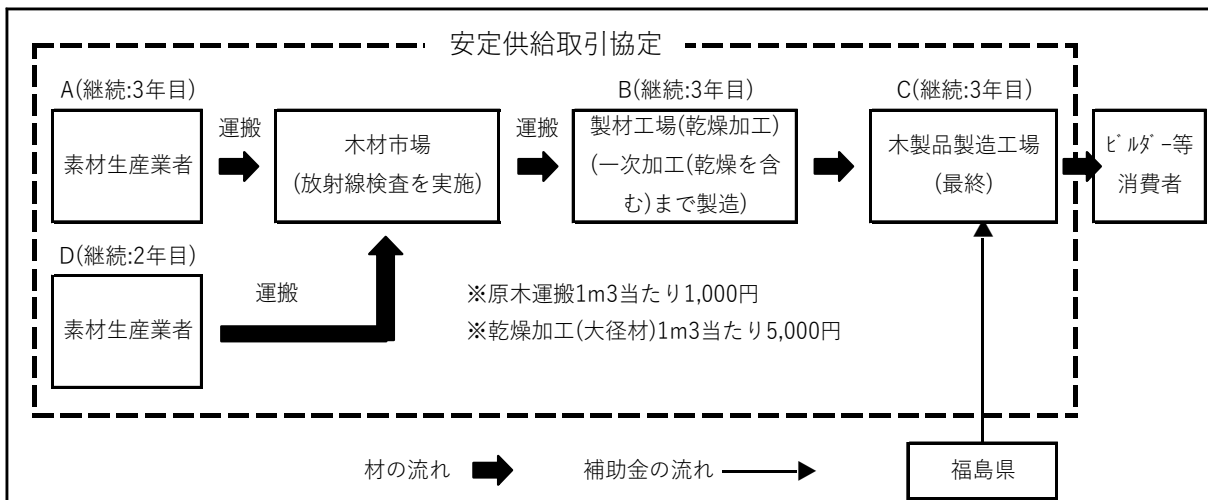 安定供給取引協定
A(継続:3年目)
素材生産業者
運搬
木材市場
(放射線検査を実施)
運搬
B(継続:3年目)
製材工場(乾燥加工)
(一次加工(乾燥を含
む)まで製造)
C(継続:3年目)
木製品製造工場
(最終)
ﾋﾞﾙﾀﾞｰ等
消費者
D(継続:2年目)
素材生産業者
運搬
※原木運搬1m3当たり1,000円
※乾燥加工(大径材)1m3当たり5,000円
材の流れ
補助金の流れ
福島県